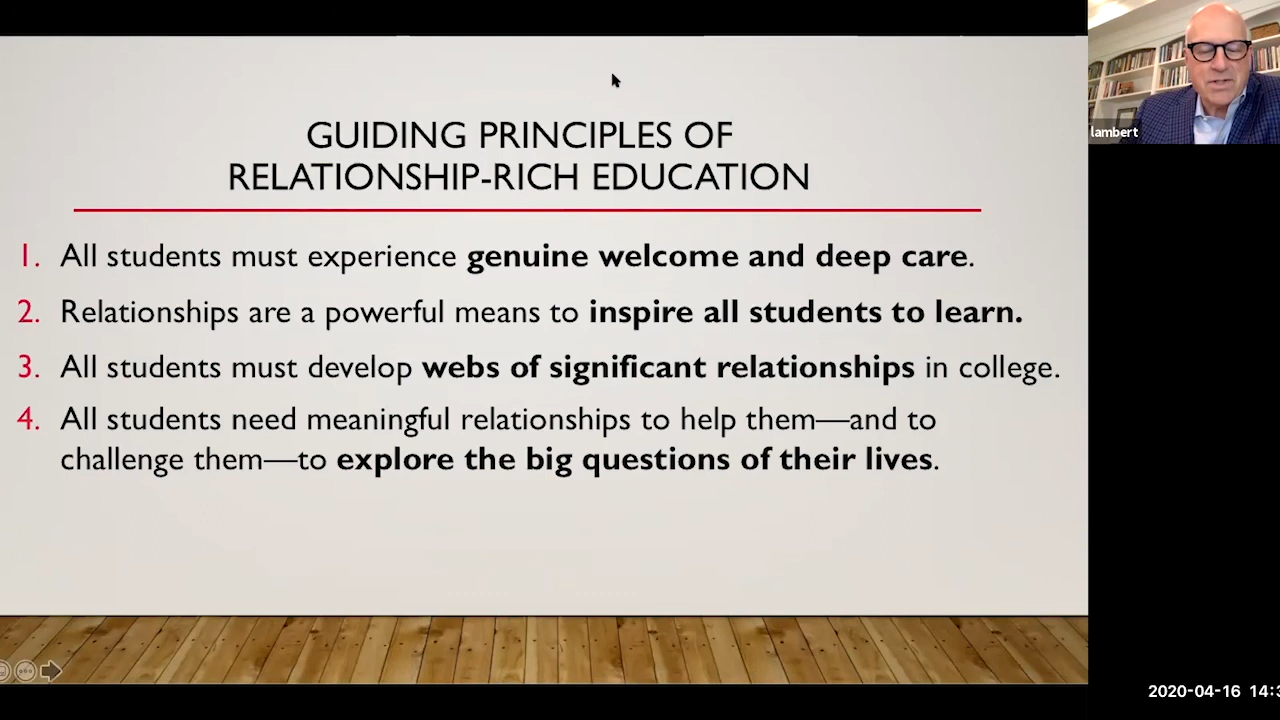 GUIDING PRINCIPLES OF
RELATIONSHIP-RICH EDUCATION
1. All students must experience genuine welcome and deep care.
2. Relationships are a powerful means to inspire all students to learn.
3. All students must develop webs of significant relationships in college.
4. All students need meaningful relationships to help them—and to
challenge them—to explore the big questions of their lives.
lambert
2020-04-16 14:3